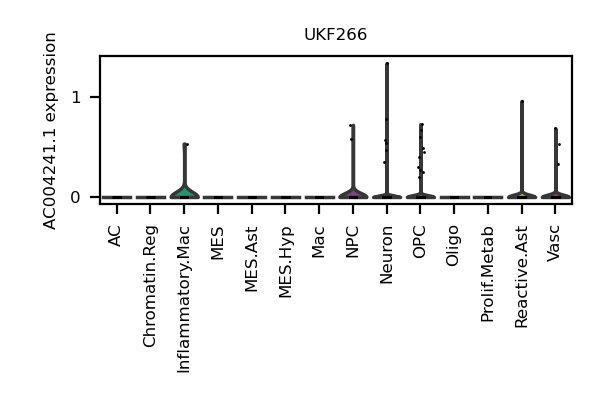 UKF266
AC004241.1 expression
1
0
AC
Chromatin.Reg
Inflammatory.Mac
MES
MES.Ast
MES.Hyp
Mac
NPC
Neuron
OPC
Oligo
Prolif.Metab
Reactive.Ast
Vasc